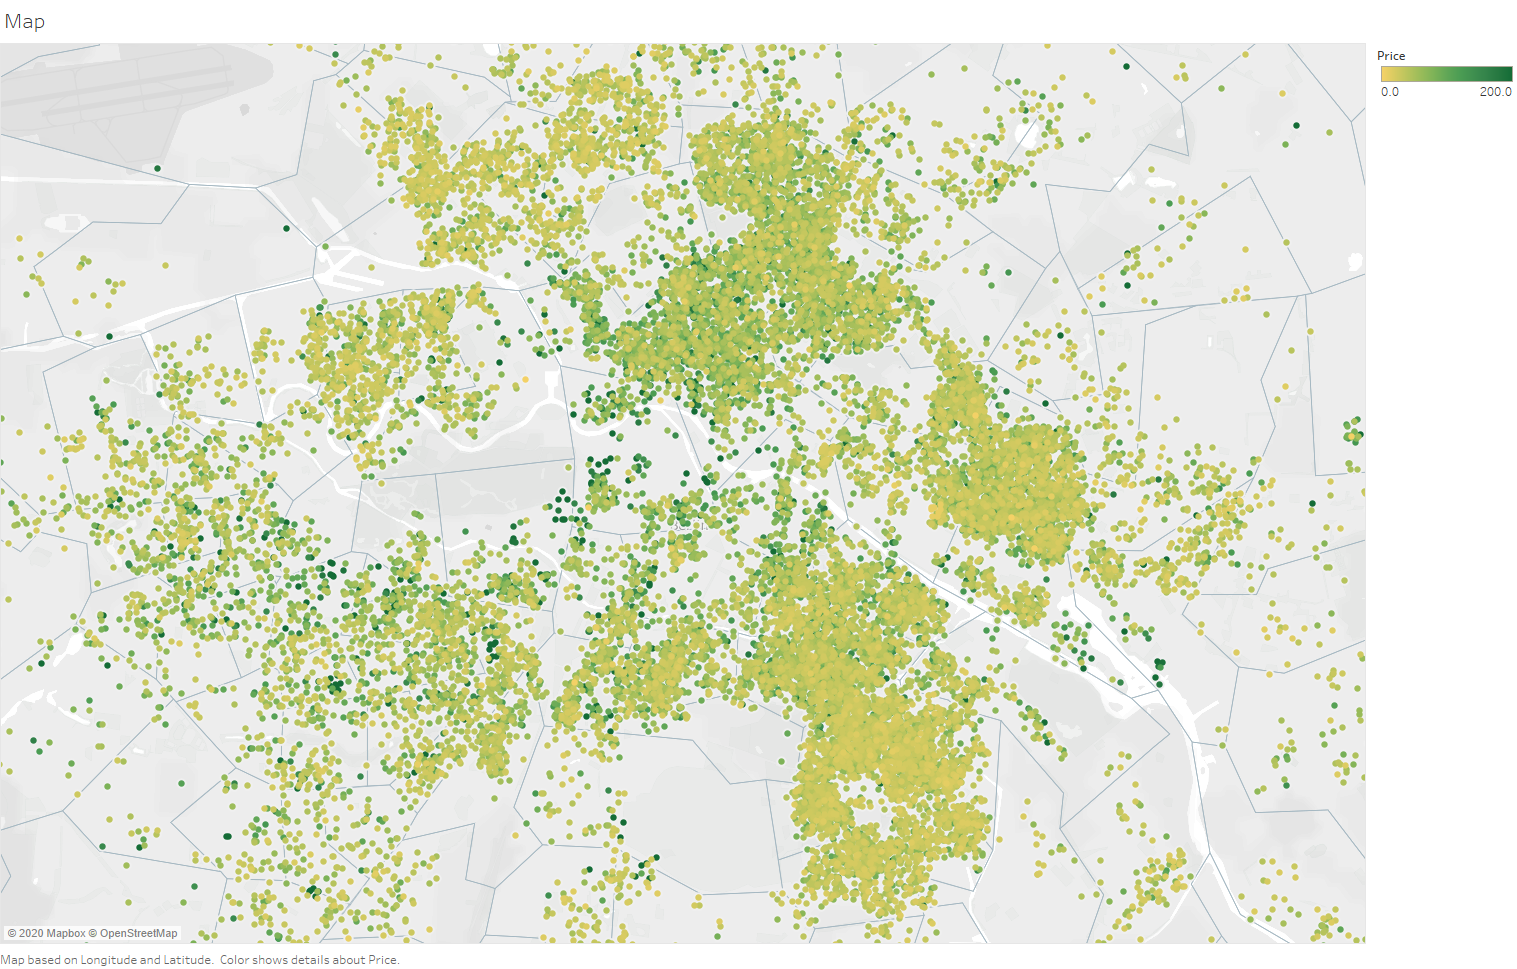 Map
Price
0.0 200.0
© 2020 Mapbox © OpenStreetMap
Map based on Longitude and Latitude. Color shows details about Price.